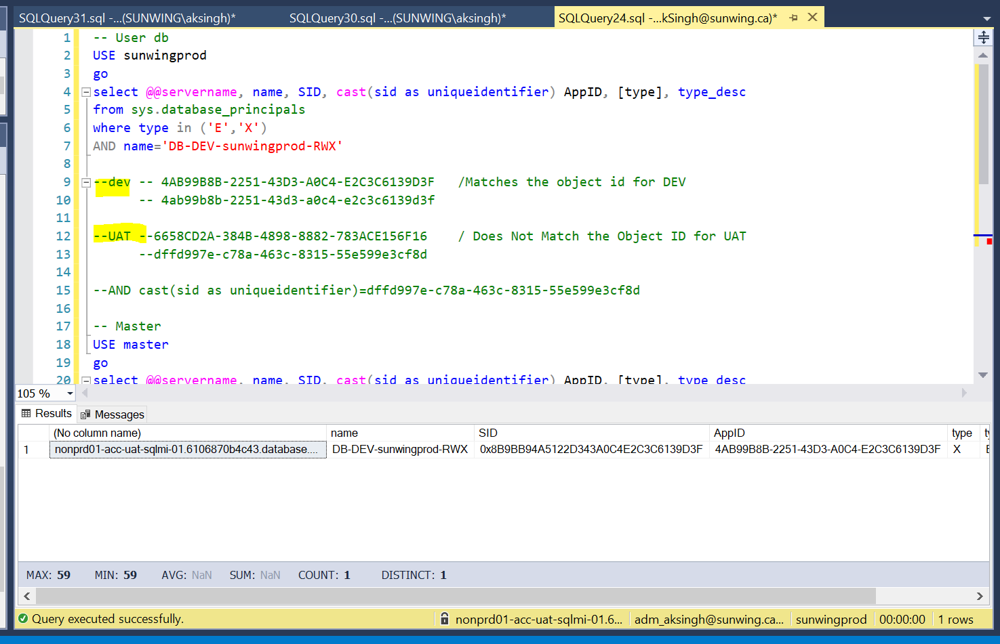 SQLQuery31.sql -...(SUNWING\aksingh)*
SQLQuery30.sql -...(SUNWING\aksingh)*
SQLQuery24.sql -...kSingh@sunwing.ca)*
1 -- User db
2 USE sunwingprod
3 go
4 select @@servername, name, SID, cast(sid as uniqueidentifier) AppID, [type], type_desc
5 from sys.database_principals
6 where type in ('E','X')
7 AND name='DB-DEV-sunwingprod-RWX'
8
9 --dev -- 4AB99B8B-2251-43D3-A0C4-E2C3C6139D3F /Matches the object id for DEV
10 -- 4ab99b8b-2251-43d3-a0c4-e2c3c6139d3f
11
12 --UAT --6658CD2A-384B-4898-8882-783ACE156F16 / Does Not Match the Object ID for UAT
13 --dffd997e-c78a-463c-8315-55e599e3cf8d
14
15 --AND cast(sid as uniqueidentifier)=dffd997e-c78a-463c-8315-55e599e3cf8d
16
17 -- Master
18 USE master
19 go
20 select @@servername, name, SID, cast(sid as uniqueidentifier) AppID, [type], type_desc
105 %
Results Messages
(No column name) name SID AppID type
1 nonprd01-acc-uat-sqlmi-01.6106870b4c43.database.... DB-DEV-sunwingprod-RWX 0x8B9BB94A5122D343A0C4E2C3C6139D3F 4AB99B8B-2251-43D3-A0C4-E2C3C6139D3F X
MAX: 59 MIN: 59 AVG: NaN SUM: NaN COUNT: 1 DISTINCT: 1
Query executed successfully. nonprd01-acc-uat-sqlmi-01.6... adm_aksingh@sunwing.ca... sunwingprod 00:00:00 1 rows